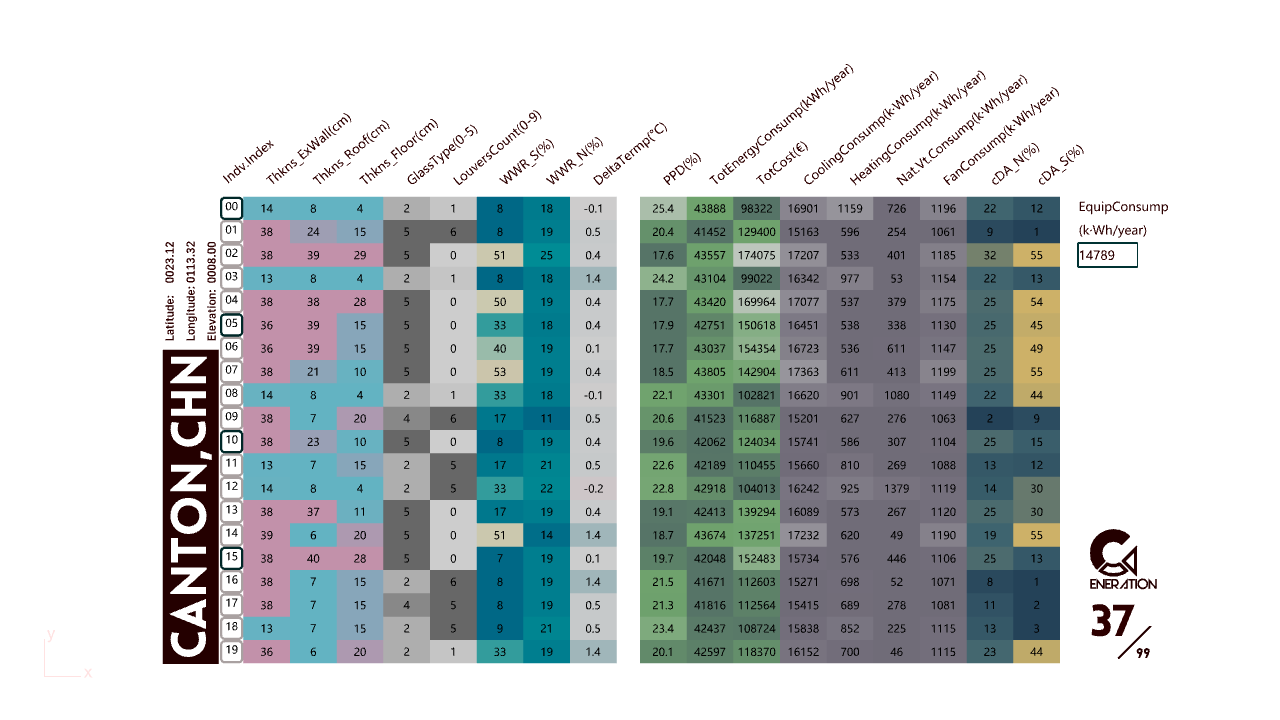 Indv.Index Thkns_ExWall(cm) Thkns_Roof(cm) Thkns_Floor(cm) GlassType(0-5) LouversCount(0-9) WWR_S(%) WWR_N(%) DeltaTermp(°C) PPD(%) TotEnergyConsump(kWh/year) TotCost(€) CoolingConsump(k·Wh/year) HeatingConsump(k·Wh/year) Nat.Vt.Consump(k·Wh/year) FanConsump(k·Wh/year) cDA_N(%) cDA_S(%)
00 14 8 4 2 1 8 18 -0.1 25.4 43888 98322 16901 1159 726 1196 22 12
01 38 24 15 5 6 8 19 0.5 20.4 41452 129400 15163 596 254 1061 9 1
02 38 39 29 5 0 51 25 0.4 17.6 43557 174075 17207 533 401 1185 32 55
03 13 8 4 2 1 8 18 1.4 24.2 43104 99022 16342 977 53 1154 22 13
04 38 38 28 5 0 50 19 0.4 17.7 43420 169964 17077 537 379 1175 25 54
05 36 39 15 5 0 33 18 0.4 17.9 42751 150618 16451 538 338 1130 25 45
06 36 39 15 5 0 40 19 0.1 17.7 43037 154354 16723 536 611 1147 25 49
07 38 21 10 5 0 53 19 0.4 18.5 43805 142904 17363 611 413 1199 25 55
08 14 8 4 2 1 33 18 -0.1 22.1 43301 102821 16620 901 1080 1149 22 44
09 38 7 20 4 6 17 11 0.5 20.6 41523 116887 15201 627 276 1063 2 9
10 38 23 10 5 0 8 19 0.4 19.6 42062 124034 15741 586 307 1104 25 15
11 13 7 15 2 5 17 21 0.5 22.6 42189 110455 15660 810 269 1088 13 12
12 14 8 4 2 5 33 22 -0.2 22.8 42918 104013 16242 925 1379 1119 14 30
13 38 37 11 5 0 17 19 0.4 19.1 42413 139294 16089 573 267 1120 25 30
14 39 6 20 5 0 51 14 1.4 18.7 43674 137251 17232 620 49 1190 19 55
15 38 40 28 5 0 7 19 0.1 19.7 42048 152483 15734 576 446 1106 25 13
16 38 7 15 2 6 8 19 1.4 21.5 41671 112603 15271 698 52 1071 8 1
17 38 7 15 4 5 8 19 0.5 21.3 41816 112564 15415 689 278 1081 11 2
18 13 7 15 2 5 9 21 0.5 23.4 42437 108724 15838 852 225 1115 13 3
19 36 6 20 2 1 33 19 1.4 20.1 42597 118370 16152 700 46 1115 23 44
EquipConsump
(k·Wh/year)
14789
Latitude: 0023.12
Longitude: 0113.32
Elevation: 0008.00
CANTON,CHN
ENERATION
37/99
y
x